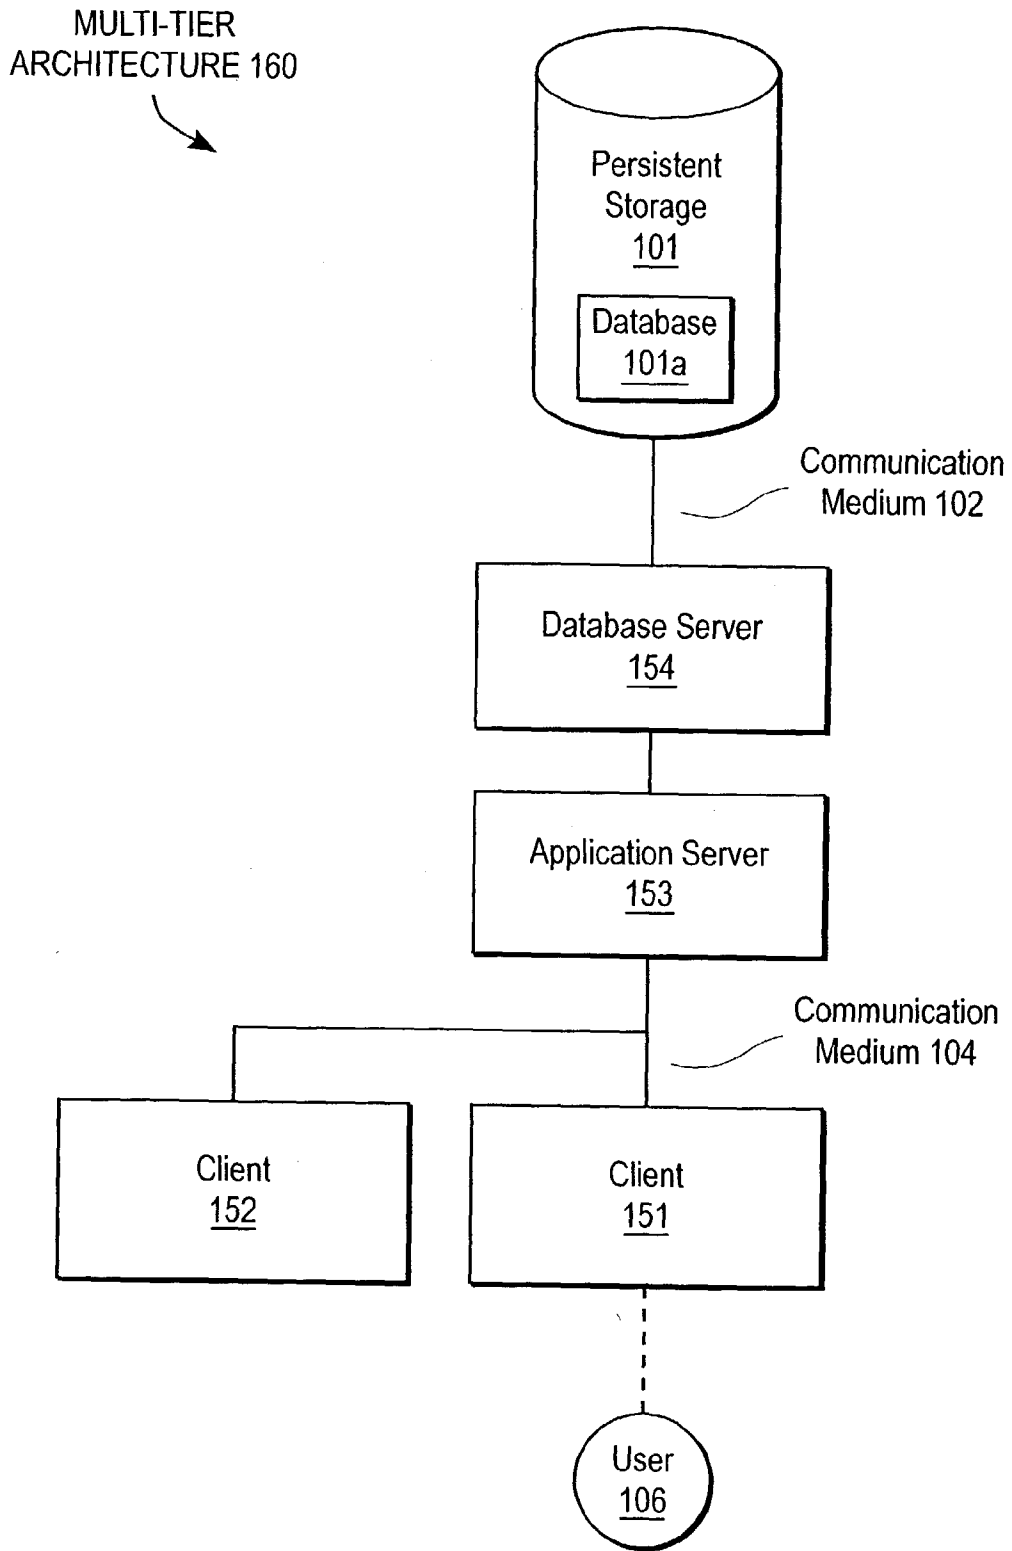 MULTI-TIER
ARCHITECTURE 160
Persistent
Storage
101
Database
101a
Communication
Medium 102
Database Server
154
Application Server
153
Communication
Medium 104
Client
152
Client
151
User
106